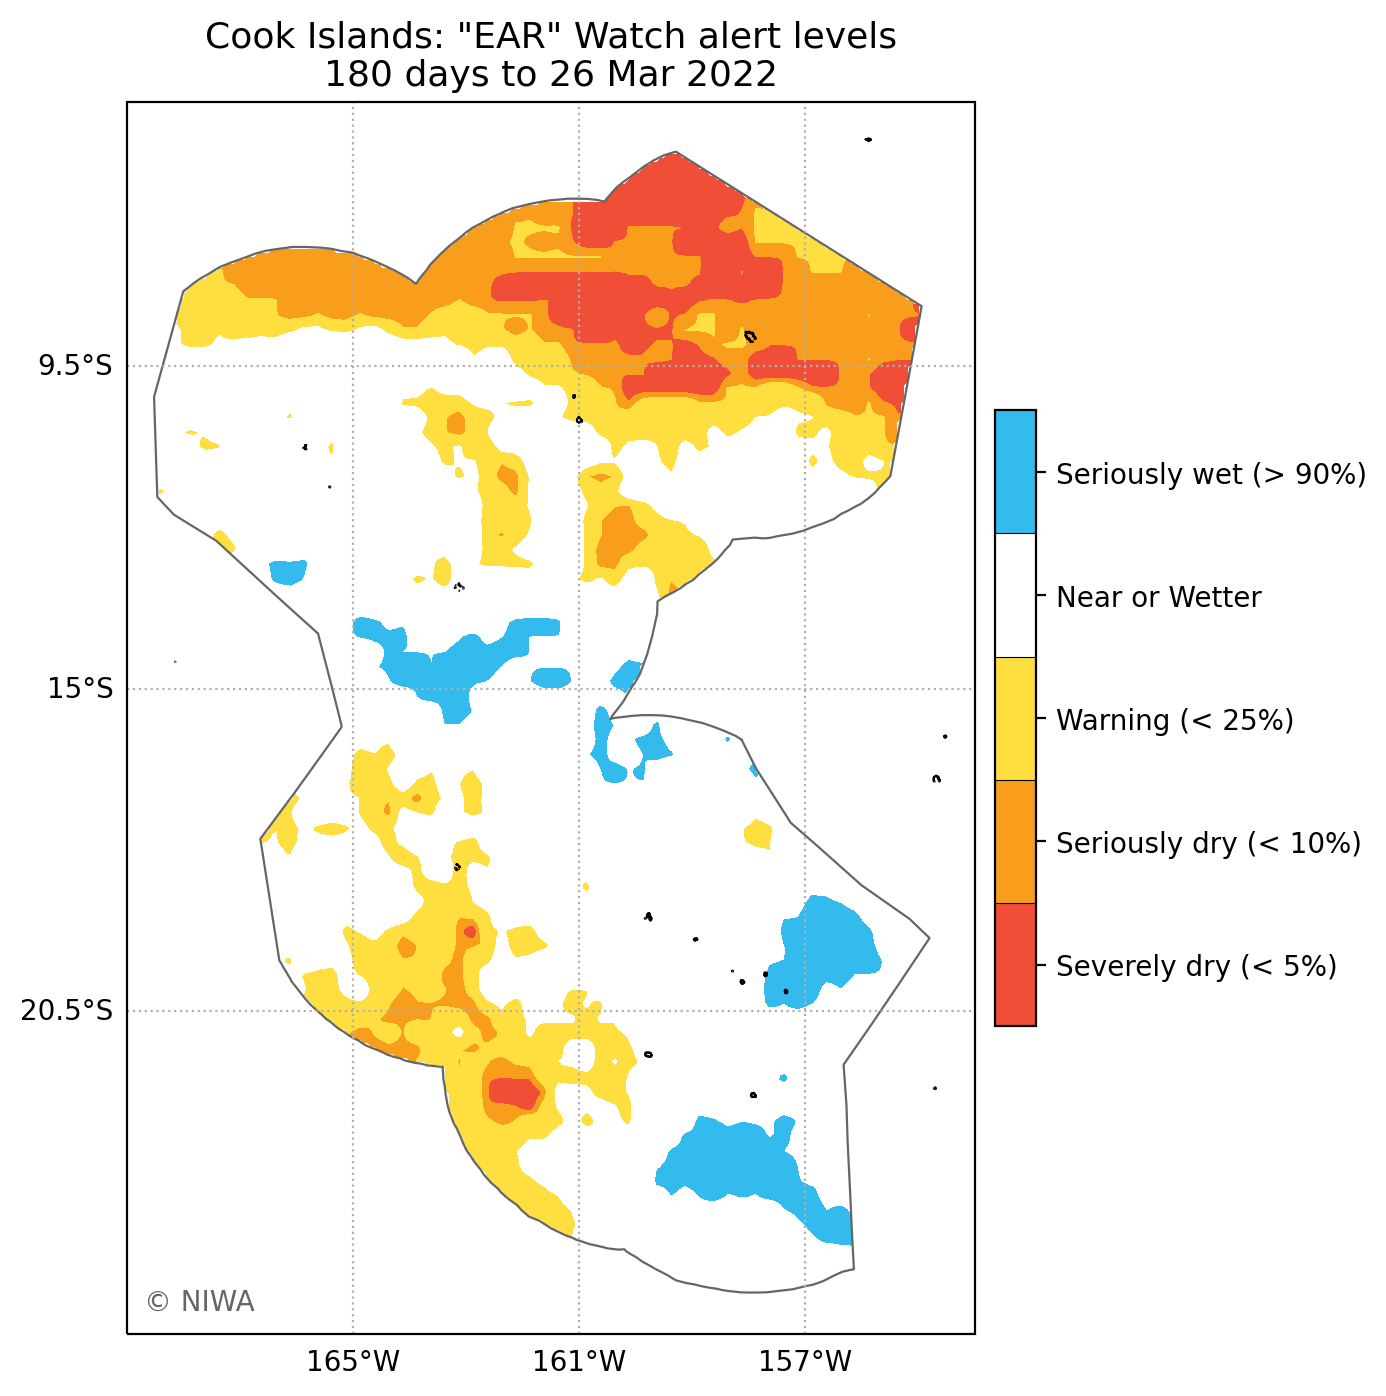 Cook Islands: "EAR" Watch alert levels
180 days to 26 Mar 2022
9.5°S
15°S
20.5°S
165°W
161°W
157°W
Seriously wet (> 90%)
Near or Wetter
Warning (< 25%)
Seriously dry (< 10%)
Severely dry (< 5%)
© NIWA